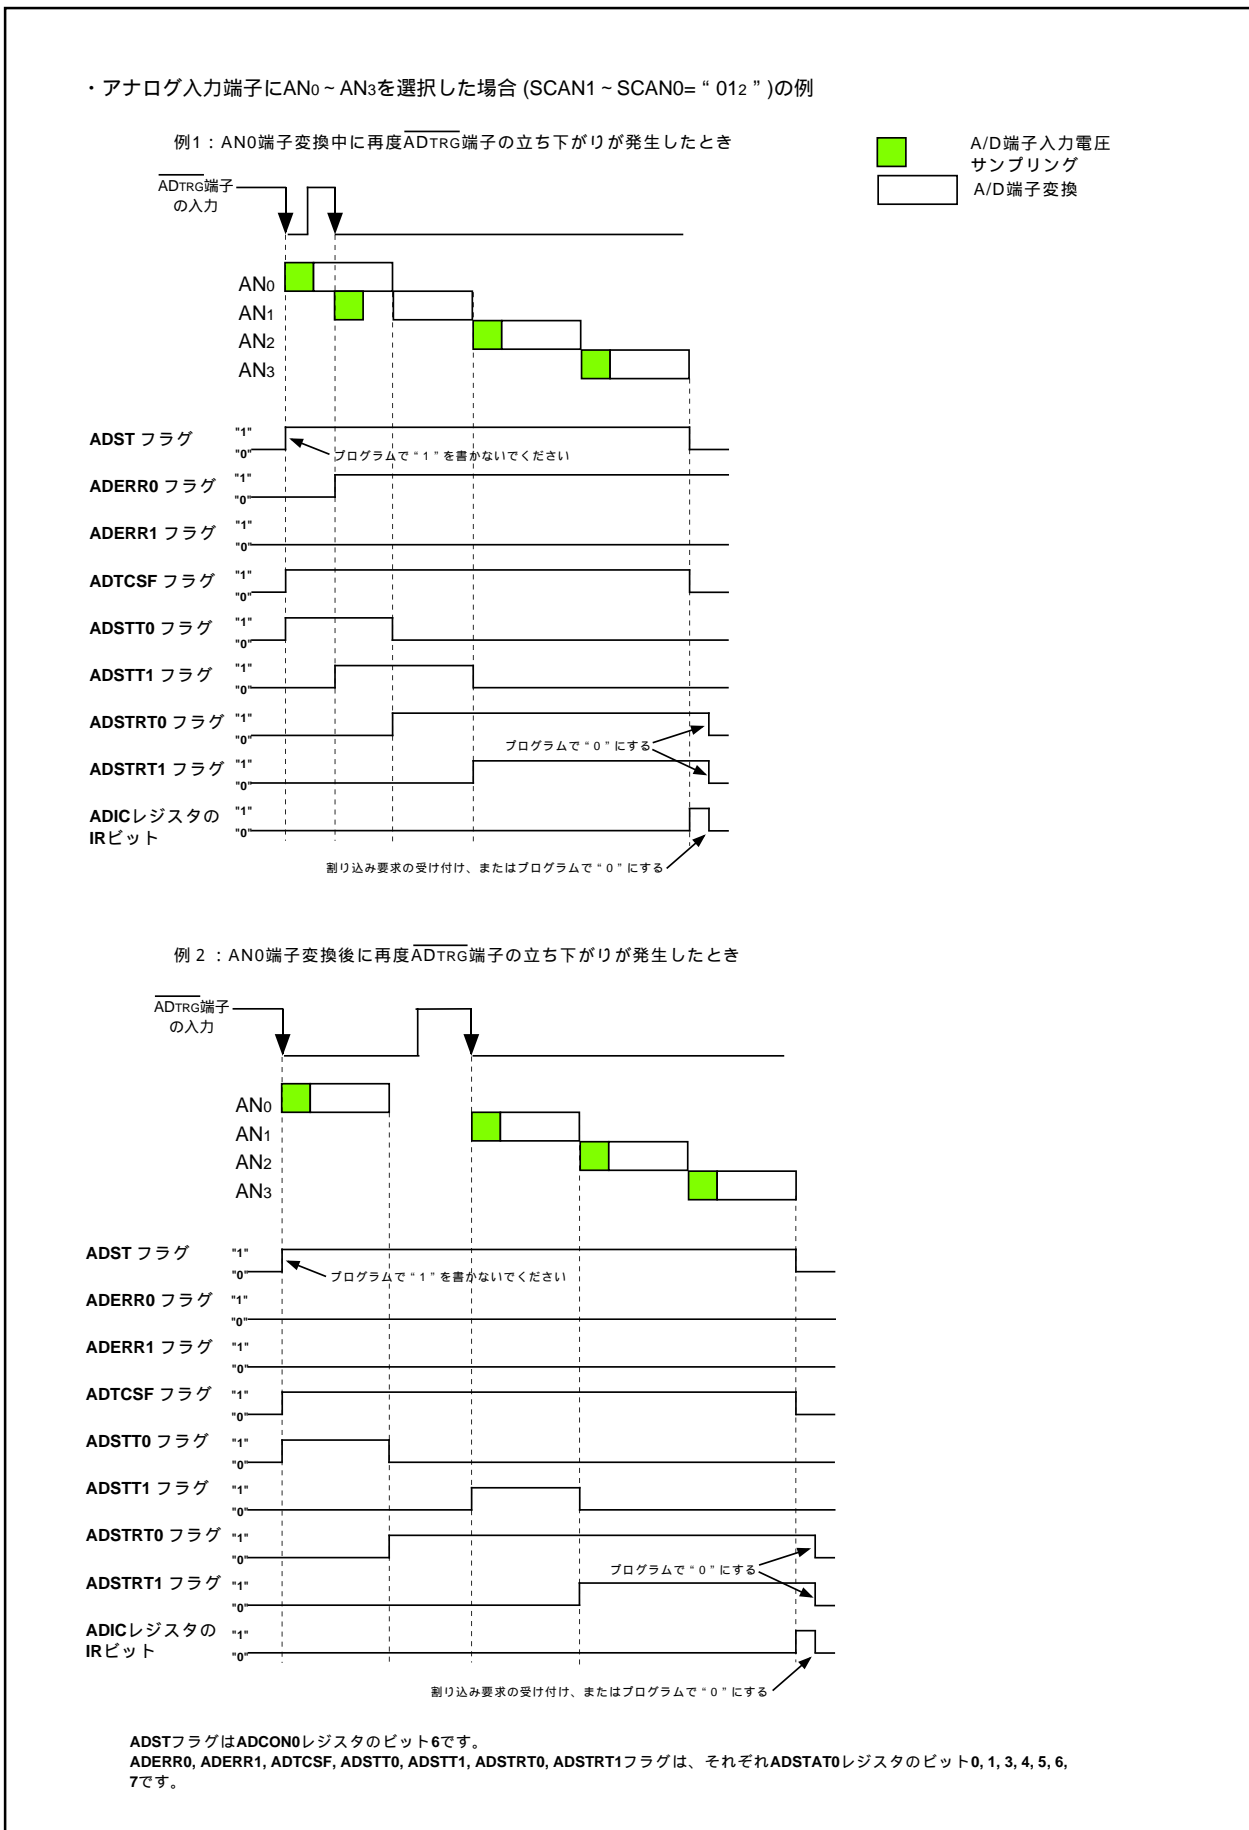 ・アナログ入力端子にAN0 ~ AN3を選択した場合 (SCAN1 ~ SCAN0= “ 012 ” )の例
例1 : AN0端子変換中に再度ADTRG端子の立ち下がりが発生したとき
A/D端子入力電圧
サンプリング
A/D端子変換
ADTRG端子
の入力
AN0
AN1
AN2
AN3
ADST フラグ "1"
"0"
プログラムで“ 1 ”を書かないでください
ADERR0 フラグ "1"
"0"
ADERR1 フラグ "1"
"0"
ADTCSF フラグ "1"
"0"
ADSTT0 フラグ "1"
"0"
ADSTT1 フラグ "1"
"0"
ADSTRT0 フラグ "1"
"0"
プログラムで“ 0 ”にする
ADSTRT1 フラグ "1"
"0"
ADICレジスタの "1"
IRビット "0"
割り込み要求の受け付け、またはプログラムで“ 0 ”にする
例 2 : AN0端子変換後に再度ADTRG端子の立ち下がりが発生したとき
ADTRG端子
の入力
AN0
AN1
AN2
AN3
ADST フラグ "1"
"0"
プログラムで“ 1 ”を書かないでください
ADERR0 フラグ "1"
"0"
ADERR1 フラグ "1"
"0"
ADTCSF フラグ "1"
"0"
ADSTT0 フラグ "1"
"0"
ADSTT1 フラグ "1"
"0"
ADSTRT0 フラグ "1"
"0"
プログラムで“ 0 ”にする
ADSTRT1 フラグ "1"
"0"
ADICレジスタの "1"
IRビット "0"
割り込み要求の受け付け、またはプログラムで“ 0 ”にする
ADSTフラグはADCON0レジスタのビット6です。
ADERR0, ADERR1, ADTCSF, ADSTT0, ADSTT1, ADSTRT0, ADSTRT1フラグは、それぞれADSTAT0レジスタのビット0, 1, 3, 4, 5, 6,
7です。